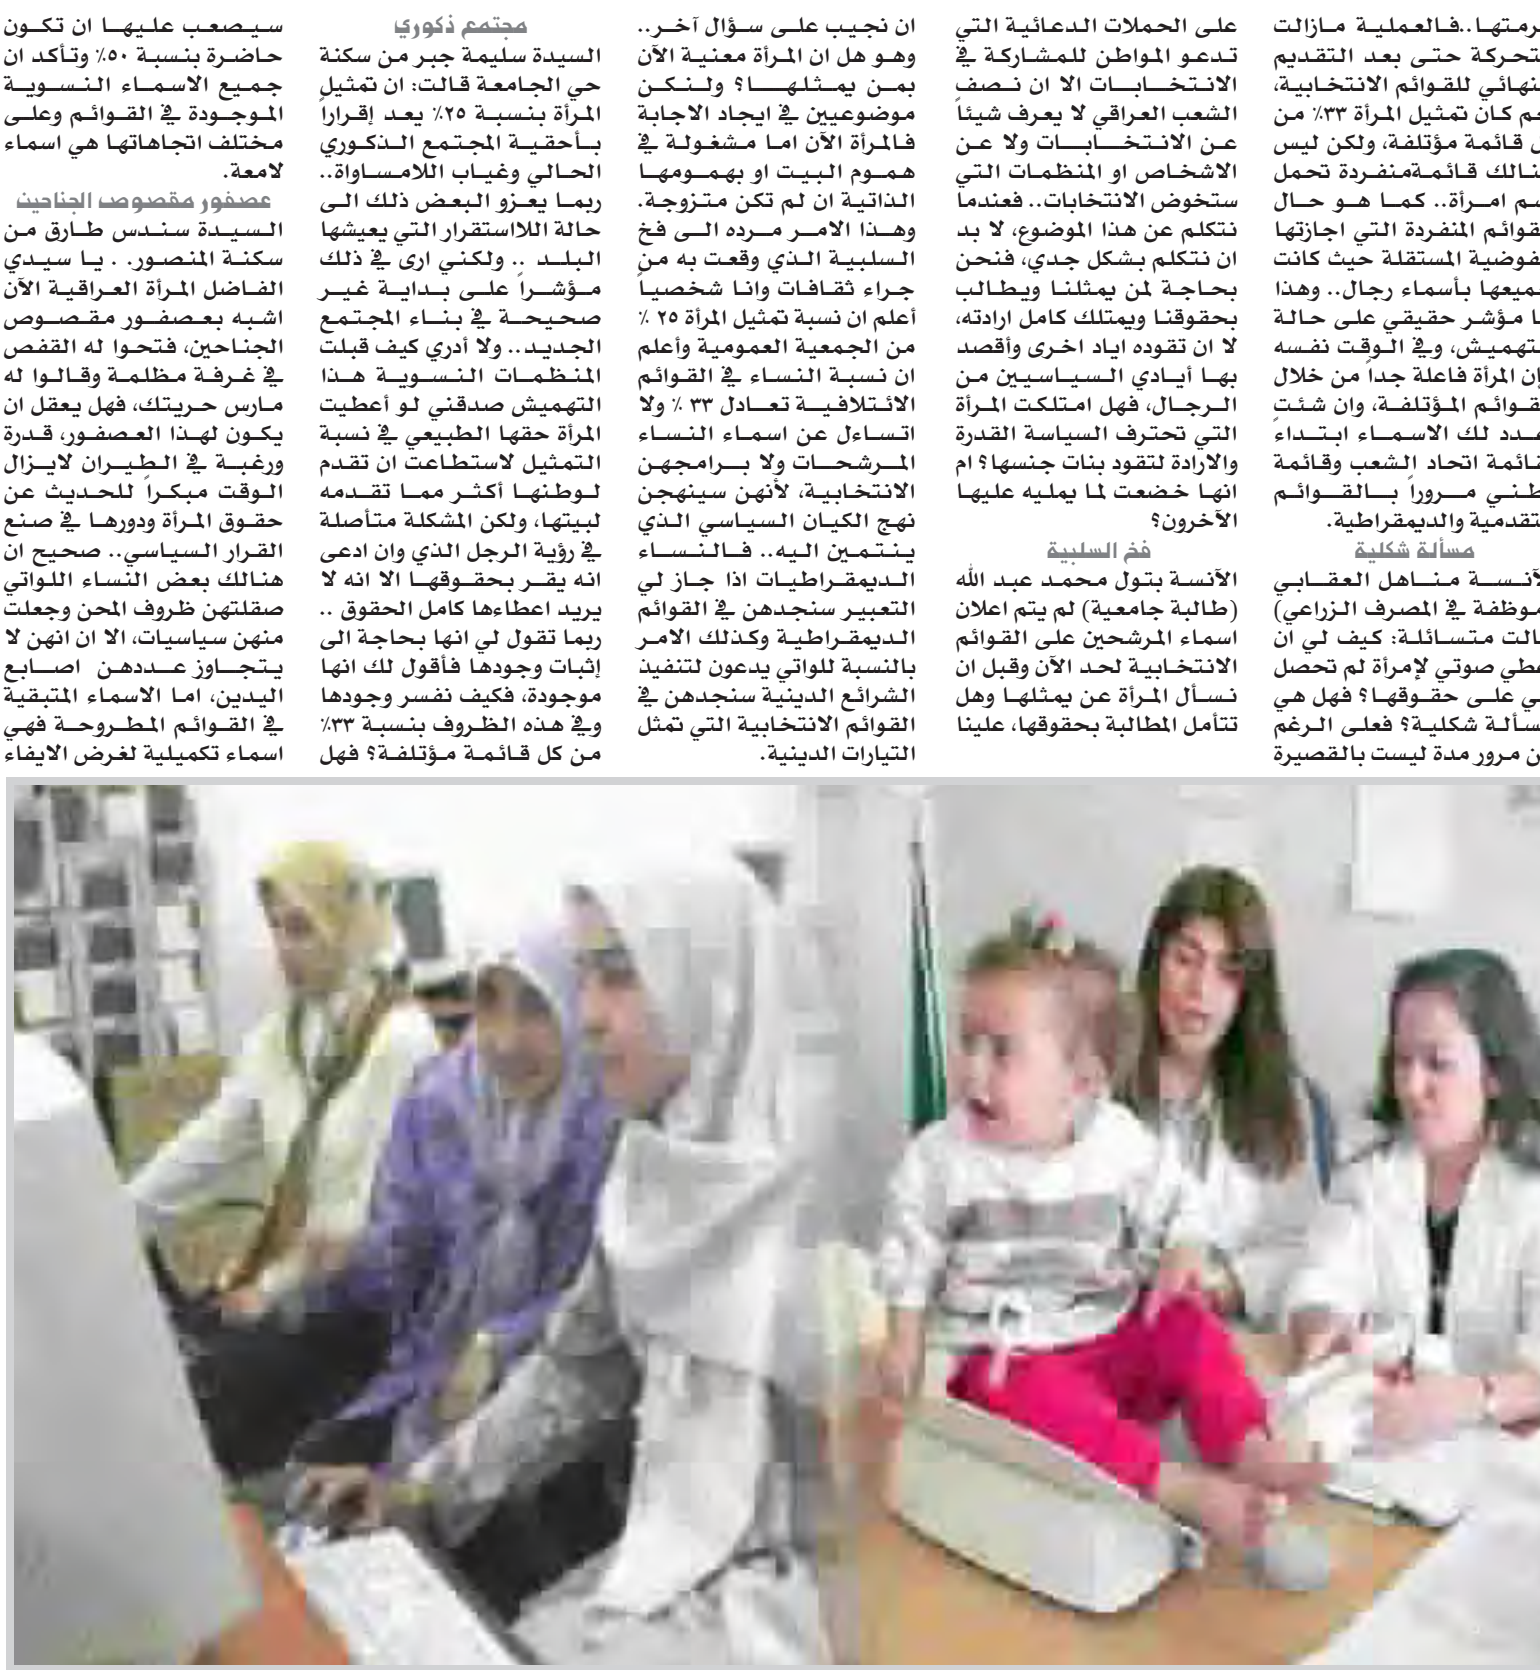 رمتها..فالعملية مازالت
تحركة حتى بعد التقديم
نهائي للقوائم الانتخابية،
كان تمثيل المرأة ٣٣٪ من
قائمة مؤتلفة، ولكن ليس
نالك قائمةمنفردة تحمل
سم امرأة.. كما هو حال
قوائم المنفردة التي اجازتها
فوضية المستقلة حيث كانت
ميعها بأسماء رجال.. وهذا
ا مؤشر حقيقي على حالة
تهميش، وفي الوقت نفسه
إن المرأة فاعلة جداً من خلال
قوائم المؤتلفة، وان شئت
دد لك الاسماء ابتداء
قائمة اتحاد الشعب وقائمة
طني مروراً بالقوائم
تقدمية والديمقراطية.
مسألة شكلية
لآنسة مناهل العقابي
موظفة في المصرف الزراعي)
الت متسائلة: كيف لي ان
عطي صوتي لإمرأة لم تحصل
ي على حقوقها؟ فهل هي
سألة شكلية؟ فعلى الرغم
ن مرور مدة ليست بالقصيرة
على الحملات الدعائية التي
تدعو المواطن للمشاركة في
الانتخابات الا ان نصف
الشعب العراقي لا يعرف شيئاً
عن الانتخابات ولا عن
الاشخاص او المنظمات التي
ستخوض الانتخابات.. فعندما
نتكلم عن هذا الموضوع، لا بد
ان نتكلم بشكل جدي، فنحن
بحاجة لمن يمثلنا ويطالب
بحقوقنا ويمتلك كامل ارادته،
لا ان تقوده اياد اخرى وأقصد
بها أيادي السياسيين من
الرجال، فهل امتلكت المرأة
التي تحترف السياسة القدرة
والارادة لتقود بنات جنسها؟ ام
انها خضعت لما يمليه عليها
الآخرون؟
فخ السلبية
الآنسة بتول محمد عبد الله
(طالبة جامعية) لم يتم اعلان
اسماء المرشحين على القوائم
الانتخابية لحد الآن وقبل ان
نسأل المرأة عن يمثلها وهل
تتأمل المطالبة بحقوقها، علينا
ان نجيب على سؤال آخر..
وهو هل ان المرأة معنية الآن
بمن يمثلها؟ ولنكن
موضوعيين في ايجاد الاجابة
فالمرأة الآن اما مشغولة في
هموم البيت او بهمومها
الذاتية ان لم تكن متزوجة.
وهذا الامر مرده الى فخ
السلبية الذي وقعت به من
جراء ثقافات وانا شخصياً
أعلم ان نسبة تمثيل المرأة ٢٥ ٪
من الجمعية العمومية وأعلم
ان نسبة النساء في القوائم
الائتلافية تعادل ٣٣ ٪ ولا
اتساءل عن اسماء النساء
المرشحات ولا برامجهن
الانتخابية، لأنهن سينهجن
نهج الكيان السياسي الذي
ينتمين اليه.. فالنساء
الديمقراطيات اذا جاز لي
التعبير سنجدهن في القوائم
الديمقراطية وكذلك الامر
بالنسبة للواتي يدعون لتنفيذ
الشرائع الدينية سنجدهن في
القوائم الانتخابية التي تمثل
التيارات الدينية.
مجتمع ذكوري
السيدة سليمة جبر من سكنة
حي الجامعة قالت: ان تمثيل
المرأة بنسبة ٢٥٪ يعد إقراراً
بأحقية المجتمع الذكوري
الحالي وغياب اللامساواة..
ربما يعزو البعض ذلك الى
حالة اللااستقرار التي يعيشها
البلد .. ولكني ارى في ذلك
مؤشراً على بداية غير
صحيحة في بناء المجتمع
الجديد.. ولا أدري كيف قبلت
المنظمات النسوية هذا
التهميش صدقني لو أعطيت
المرأة حقها الطبيعي في نسبة
التمثيل لاستطاعت ان تقدم
لوطنها أكثر مما تقدمه
لبيتها، ولكن المشكلة متأصلة
في رؤية الرجل الذي وان ادعى
انه يقر بحقوقها الا انه لا
يريد اعطاءها كامل الحقوق ..
ربما تقول لي انها بحاجة الى
إثبات وجودها فأقول لك انها
موجودة، فكيف نفسر وجودها
وفي هذه الظروف بنسبة ٣٣٪
من كل قائمة مؤتلفة؟ فهل
سيصعب عليها ان تكون
حاضرة بنسبة ٥٠٪ وتأكد ان
جميع الاسماء النسوية
الموجودة في القوائم وعلى
مختلف اتجاهاتها هي اسماء
لامعة.
عصفور مقصوص الجناحين
السيدة سندس طارق من
سكنة المنصور. . يا سيدي
الفاضل المرأة العراقية الآن
اشبه بعصفور مقصوص
الجناحين، فتحوا له القفص
في غرفة مظلمة وقالوا له
مارس حريتك، فهل يعقل ان
يكون لهذا العصفور، قدرة
ورغبة في الطيران لايزال
الوقت مبكراً للحديث عن
حقوق المرأة ودورها في صنع
القرار السياسي.. صحيح ان
هنالك بعض النساء اللواتي
صقلتهن ظروف المحن وجعلت
منهن سياسيات، الا ان انهن لا
يتجاوز عددهن اصابع
اليدين، اما الاسماء المتبقية
في القوائم المطروحة فهي
اسماء تكميلية لغرض الايفاء